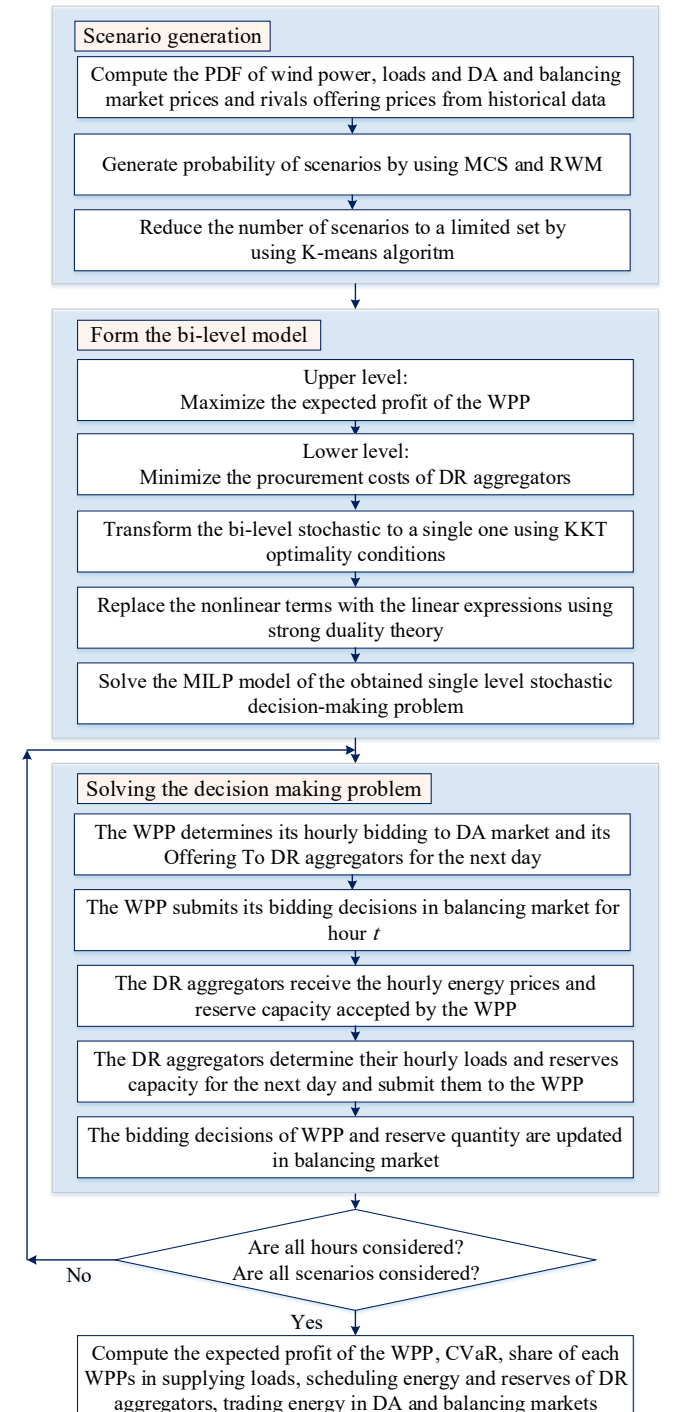 Scenario generation
Compute the PDF of wind power, loads and DA and balancing
market prices and rivals offering prices from historical data
Generate probability of scenarios by using MCS and RWM
Reduce the number of scenarios to a limited set by
using K-means algoritm
Form the bi-level model
Upper level:
Maximize the expected profit of the WPP
Lower level:
Minimize the procurement costs of DR aggregators
Transform the bi-level stochastic to a single one using KKT
optimality conditions
Replace the nonlinear terms with the linear expressions using
strong duality theory
Solve the MILP model of the obtained single level stochastic
decision-making problem
Solving the decision making problem
The WPP determines its hourly bidding to DA market and its
Offering To DR aggregators for the next day
The WPP submits its bidding decisions in balancing market for
hour t
The DR aggregators receive the hourly energy prices and
reserve capacity accepted by the WPP
The DR aggregators determine their hourly loads and reserves
capacity for the next day and submit them to the WPP
The bidding decisions of WPP and reserve quantity are updated
in balancing market
Are all hours considered?
Are all scenarios considered?
No
Yes
Compute the expected profit of the WPP, CVaR, share of each
WPPs in supplying loads, scheduling energy and reserves of DR
aggregators, trading energy in DA and balancing markets